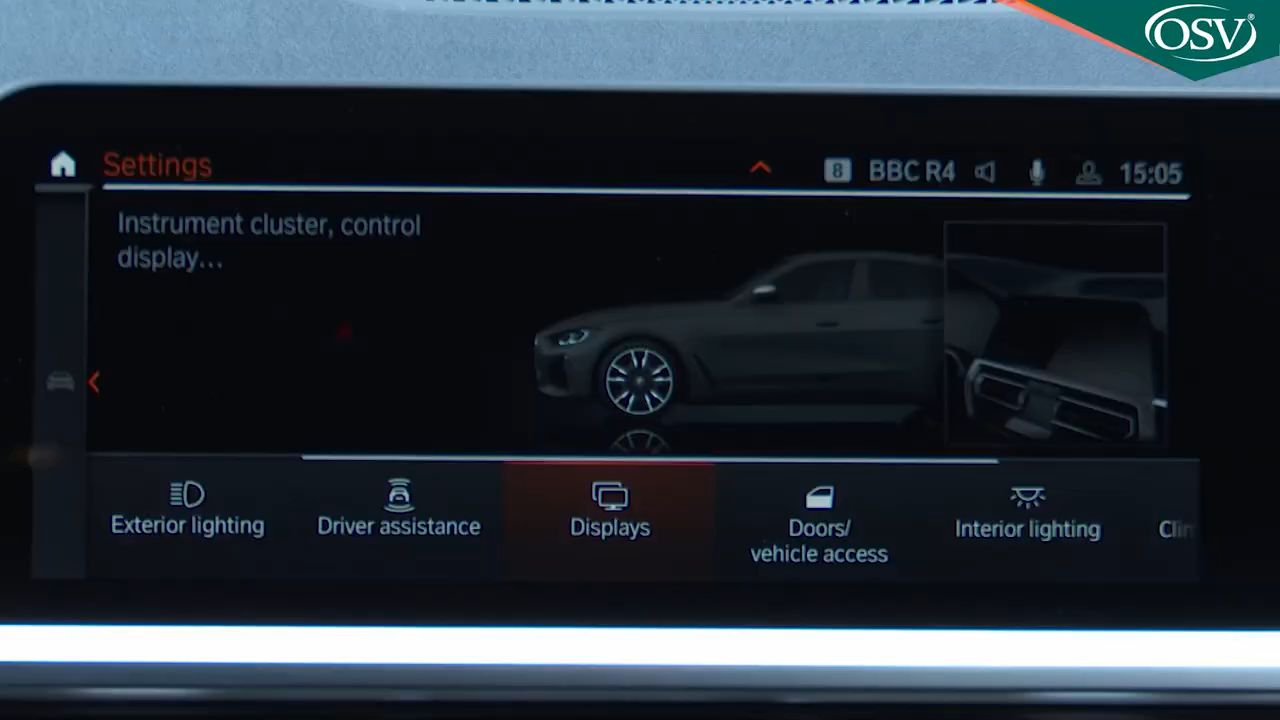 OSV®
Settings
8 BBC R4 15:05
Instrument cluster, control
display...
Exterior lighting
Driver assistance
Displays
Doors/
vehicle access
Interior lighting
Clin